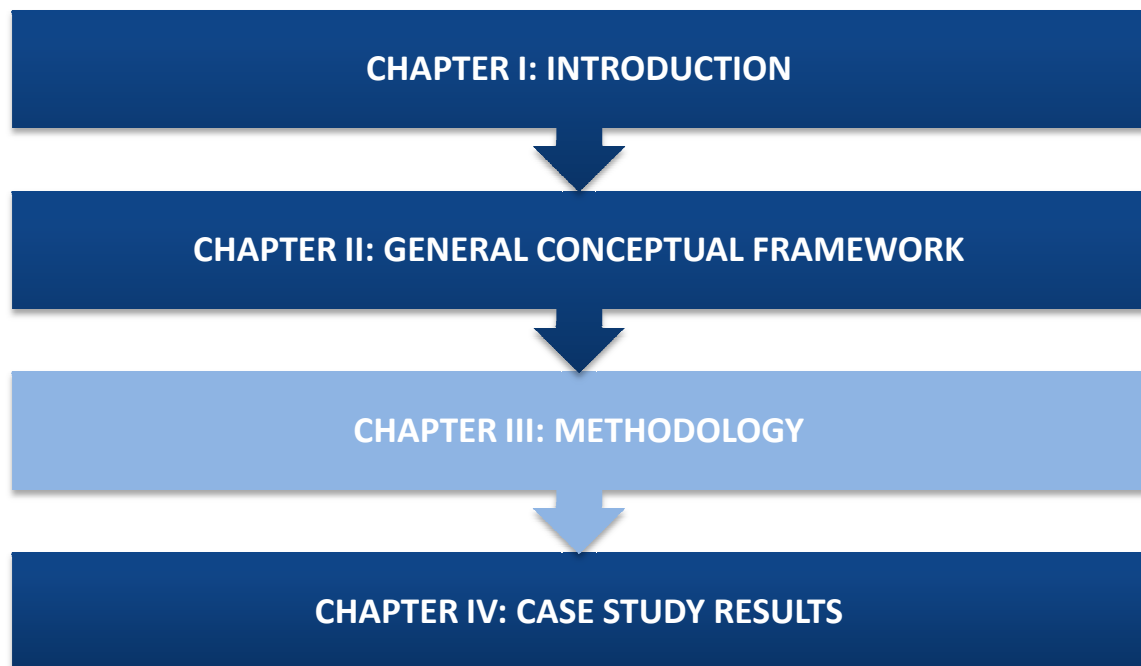 CHAPTER I: INTRODUCTION
CHAPTER II: GENERAL CONCEPTUAL FRAMEWORK
CHAPTER III: METHODOLOGY
CHAPTER IV: CASE STUDY RESULTS